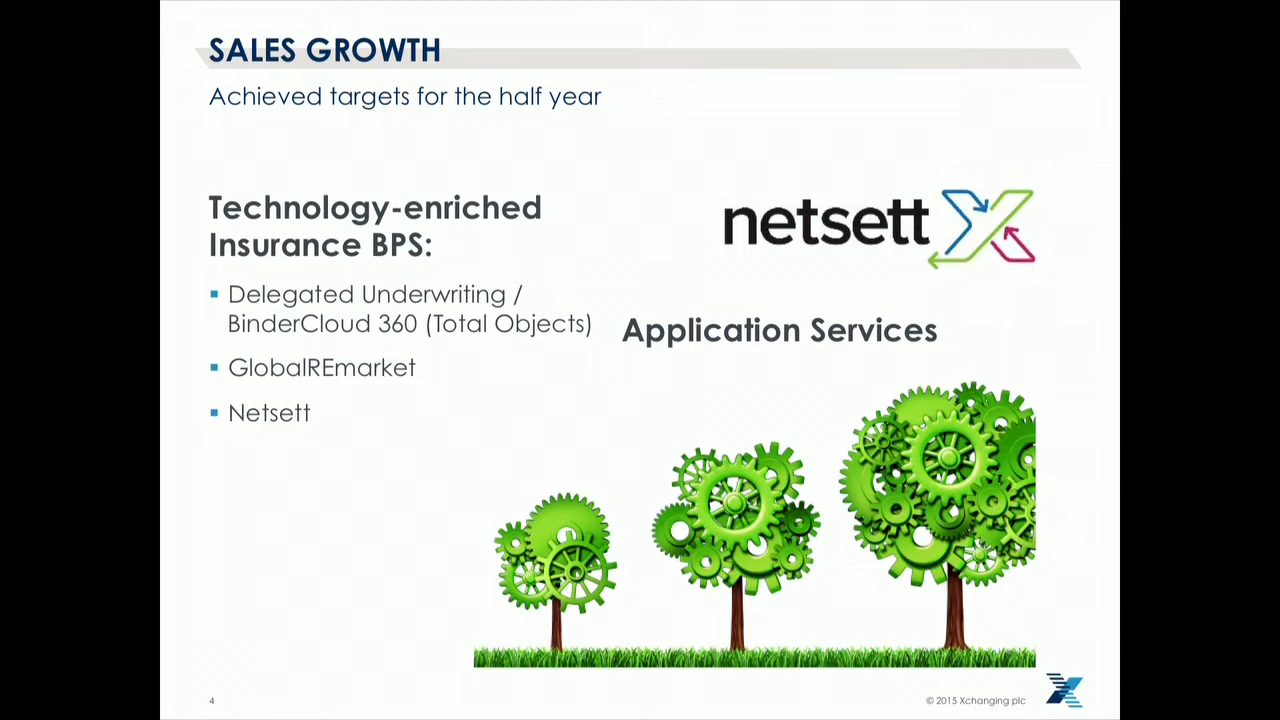 SALES GROWTH
Achieved targets for the half year
Technology-enriched
Insurance BPS:
Delegated Underwriting /
BinderCloud 360 (Total Objects)
GlobalREmarket
Netsett
netsett
Application Services
4
© 2015 Xchanging plc